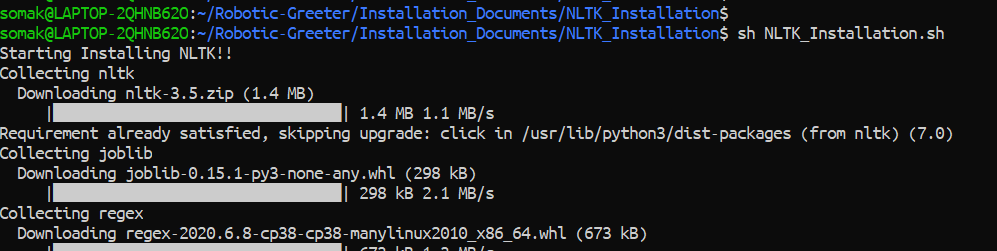 somak@LAPTOP-2QHNB62O:~/Robotic-Greeter/Installation_Documents/NLTK_Installation$
somak@LAPTOP-2QHNB62O:~/Robotic-Greeter/Installation_Documents/NLTK_Installation$ sh NLTK_Installation.sh
Starting Installing NLTK!!
Collecting nltk
  Downloading nltk-3.5.zip (1.4 MB)
     |████████████████████████████████| 1.4 MB 1.1 MB/s
Requirement already satisfied, skipping upgrade: click in /usr/lib/python3/dist-packages (from nltk) (7.0)
Collecting joblib
  Downloading joblib-0.15.1-py3-none-any.whl (298 kB)
     |████████████████████████████████| 298 kB 2.1 MB/s
Collecting regex
  Downloading regex-2020.6.8-cp38-cp38-manylinux2010_x86_64.whl (673 kB)